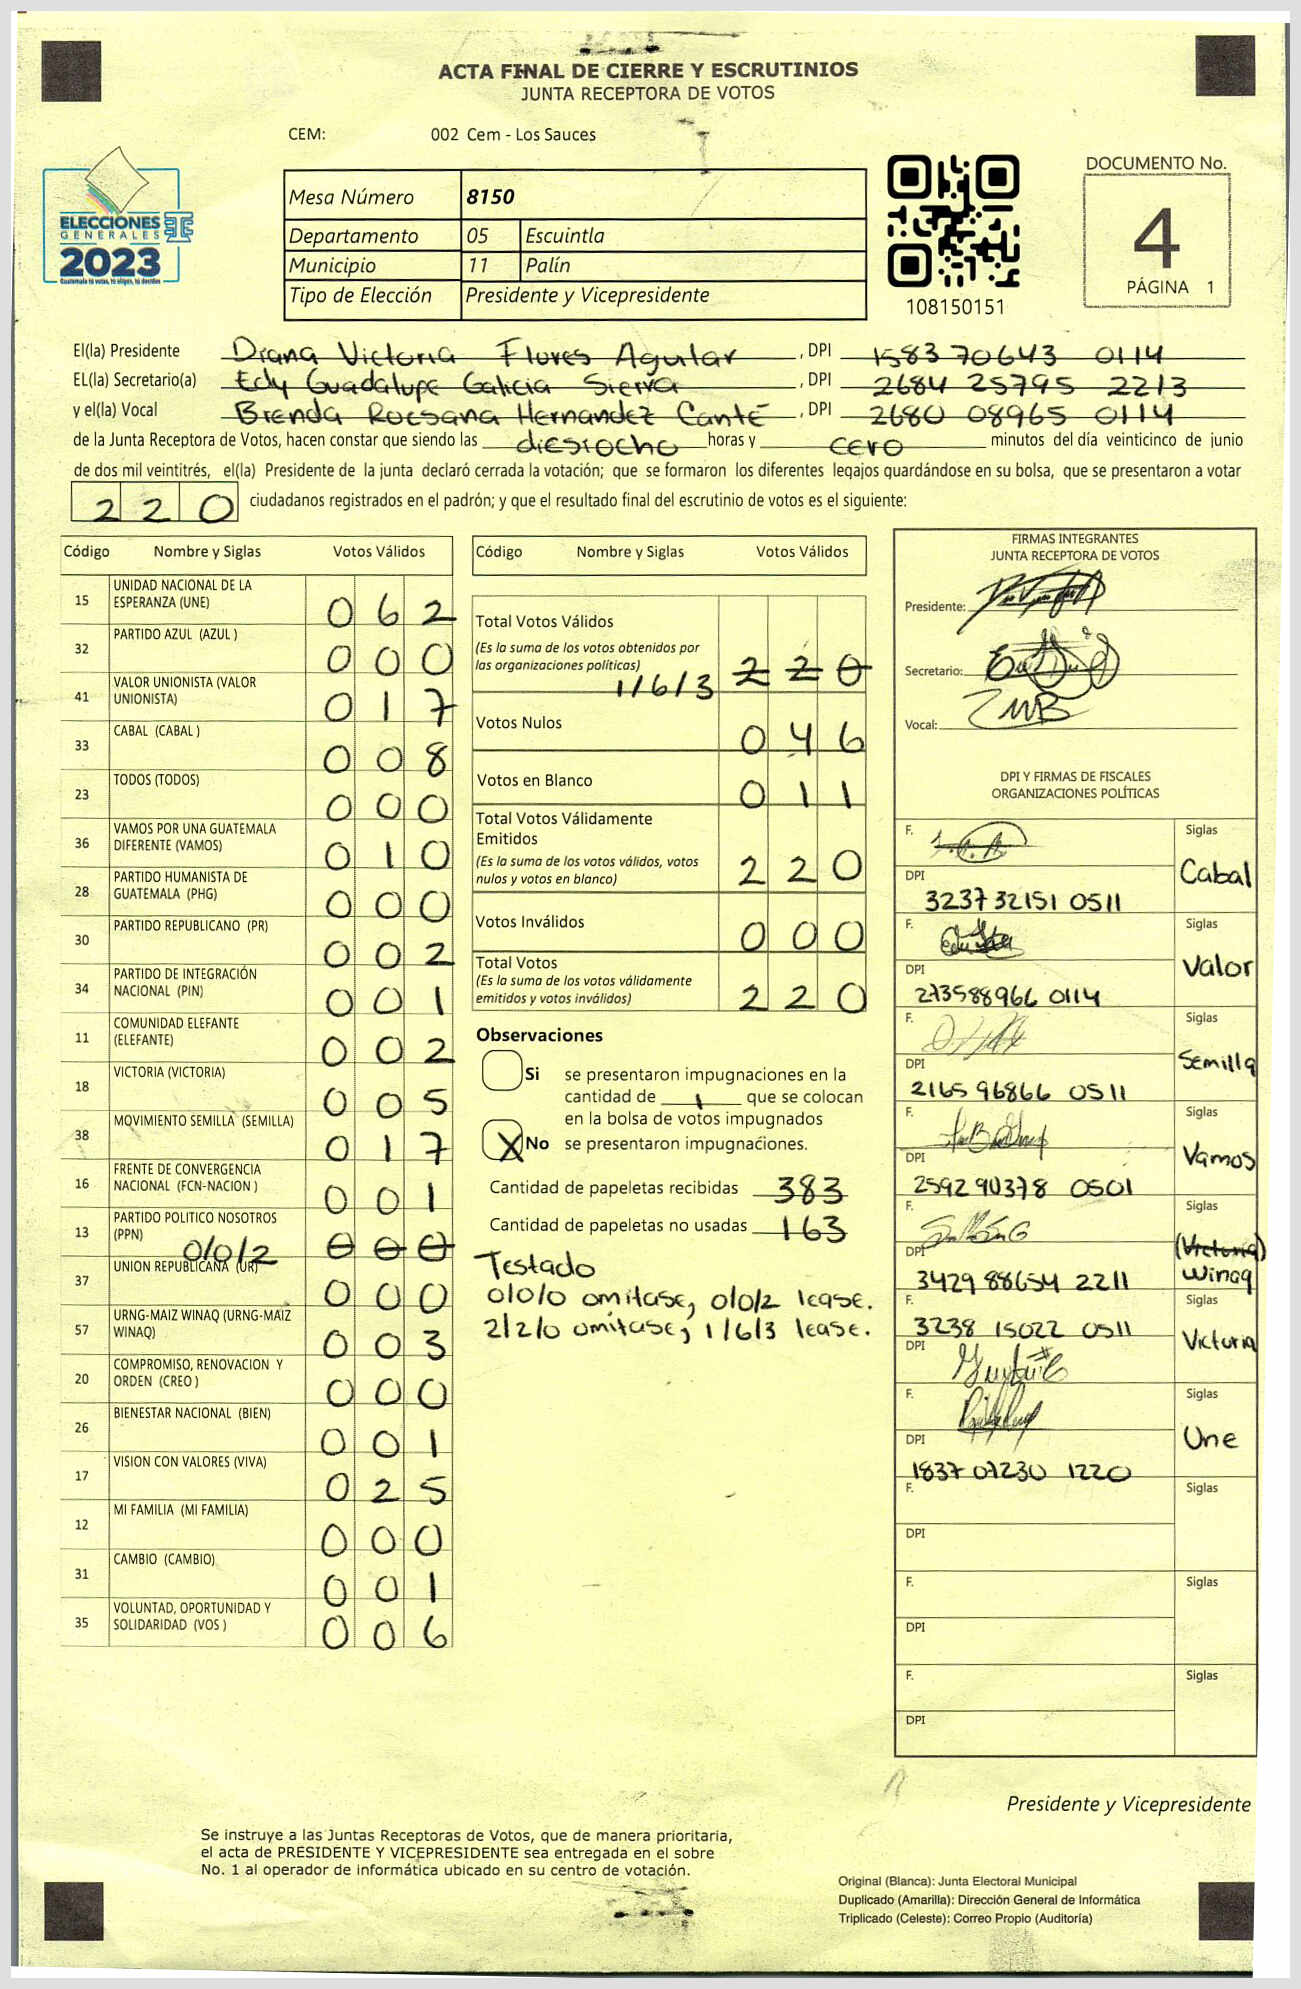 ACTA FINAL DE CIERRE Y ESCRUTINIOS
JUNTA RECEPTORA DE VOTOS
CEM: 002 Cem - Los Sauces
ELECCIONES
GENERALES
2023
Guatemala tú votas, tú eliges, tú decides
Mesa Número 8150
Departamento 05 Escuintla
Municipio 11 Palín
Tipo de Elección Presidente y Vicepresidente
108150151
DOCUMENTO No.
4
PÁGINA 1
El(la) Presidente Diana Victoria Flores Aguilar , DPI 1583 70643 0114
EL(la) Secretario(a) Edy Guadalupe Galicia Sierra , DPI 2684 25795 2213
y el(la) Vocal Brenda Rocsana Hernandez Canté , DPI 2680 08965 0114
de la Junta Receptora de Votos, hacen constar que siendo las diesiocho horas y cero minutos del día veinticinco de junio
de dos mil veintitrés, el(la) Presidente de la junta declaró cerrada la votación; que se formaron los diferentes legajos guardándose en su bolsa, que se presentaron a votar
220 ciudadanos registrados en el padrón; y que el resultado final del escrutinio de votos es el siguiente:
Código Nombre y Siglas Votos Válidos
15 UNIDAD NACIONAL DE LA ESPERANZA (UNE) 062
32 PARTIDO AZUL (AZUL ) 000
41 VALOR UNIONISTA (VALOR UNIONISTA) 017
33 CABAL (CABAL ) 008
23 TODOS (TODOS) 000
36 VAMOS POR UNA GUATEMALA DIFERENTE (VAMOS) 010
28 PARTIDO HUMANISTA DE GUATEMALA (PHG) 000
30 PARTIDO REPUBLICANO (PR) 002
34 PARTIDO DE INTEGRACIÓN NACIONAL (PIN) 001
11 COMUNIDAD ELEFANTE (ELEFANTE) 002
18 VICTORIA (VICTORIA) 005
38 MOVIMIENTO SEMILLA (SEMILLA) 017
16 FRENTE DE CONVERGENCIA NACIONAL (FCN-NACION ) 001
13 PARTIDO POLITICO NOSOTROS (PPN) 0/0/2 000
37 UNION REPUBLICANA (UR) 000
57 URNG-MAIZ WINAQ (URNG-MAIZ WINAQ) 003
20 COMPROMISO, RENOVACION Y ORDEN (CREO ) 000
26 BIENESTAR NACIONAL (BIEN) 001
17 VISION CON VALORES (VIVA) 025
12 MI FAMILIA (MI FAMILIA) 000
31 CAMBIO (CAMBIO) 001
35 VOLUNTAD, OPORTUNIDAD Y SOLIDARIDAD (VOS ) 006
Código Nombre y Siglas Votos Válidos
Total Votos Válidos
(Es la suma de los votos obtenidos por
las organizaciones políticas)
1/6/3 220
Votos Nulos 046
Votos en Blanco 011
Total Votos Válidamente
Emitidos
(Es la suma de los votos válidos, votos
nulos y votos en blanco) 220
Votos Inválidos 000
Total Votos
(Es la suma de los votos válidamente
emitidos y votos inválidos) 220
Observaciones
Si se presentaron impugnaciones en la
cantidad de 1 que se colocan
en la bolsa de votos impugnados
X No se presentaron impugnaciones.
Cantidad de papeletas recibidas 383
Cantidad de papeletas no usadas 163
Testado
0/0/0 omitase, 0/0/2 lease.
2/2/0 omitase, 1/6/3 lease.
FIRMAS INTEGRANTES
JUNTA RECEPTORA DE VOTOS
Presidente:
Secretario:
Vocal:
DPI Y FIRMAS DE FISCALES
ORGANIZACIONES POLÍTICAS
F. Siglas
Cabal
DPI
3237 32151 0511
F. Siglas
Valor
DPI
273588966 0114
F. Siglas
Semilla
DPI
2165 96866 0511
F. Siglas
Vamos
DPI
2592 90378 0501
F. Siglas
(Victoria)
DPI
3429 88654 2211 Winaq
F. Siglas
3238 15022 0511 Victoria
DPI
F. Siglas
Une
DPI
1837 07230 1220
F. Siglas
DPI
F. Siglas
DPI
F. Siglas
DPI
Presidente y Vicepresidente
Se instruye a las Juntas Receptoras de Votos, que de manera prioritaria,
el acta de PRESIDENTE Y VICEPRESIDENTE sea entregada en el sobre
No. 1 al operador de informática ubicado en su centro de votación.
Original (Blanca): Junta Electoral Municipal
Duplicado (Amarilla): Dirección General de Informática
Triplicado (Celeste): Correo Propio (Auditoría)